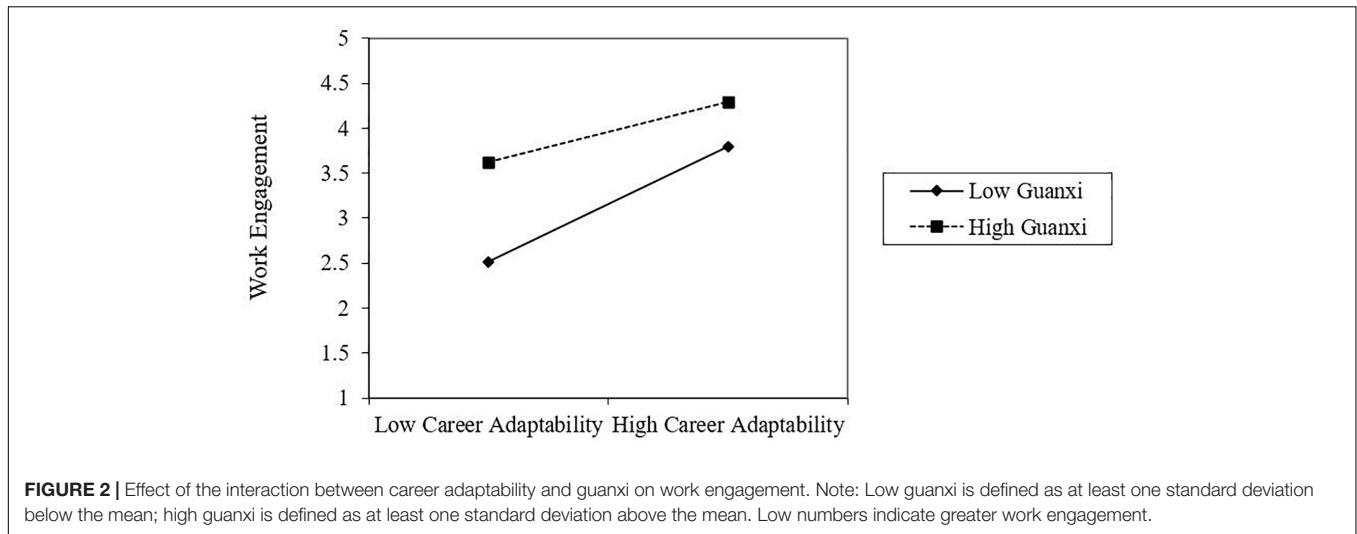 5
4.5
4
3.5
3
2.5
2
1.5
1
Work Engagement
Low Career Adaptability High Career Adaptability
Low Guanxi
High Guanxi
FIGURE 2 | Effect of the interaction between career adaptability and guanxi on work engagement. Note: Low guanxi is defined as at least one standard deviation
below the mean; high guanxi is defined as at least one standard deviation above the mean. Low numbers indicate greater work engagement.